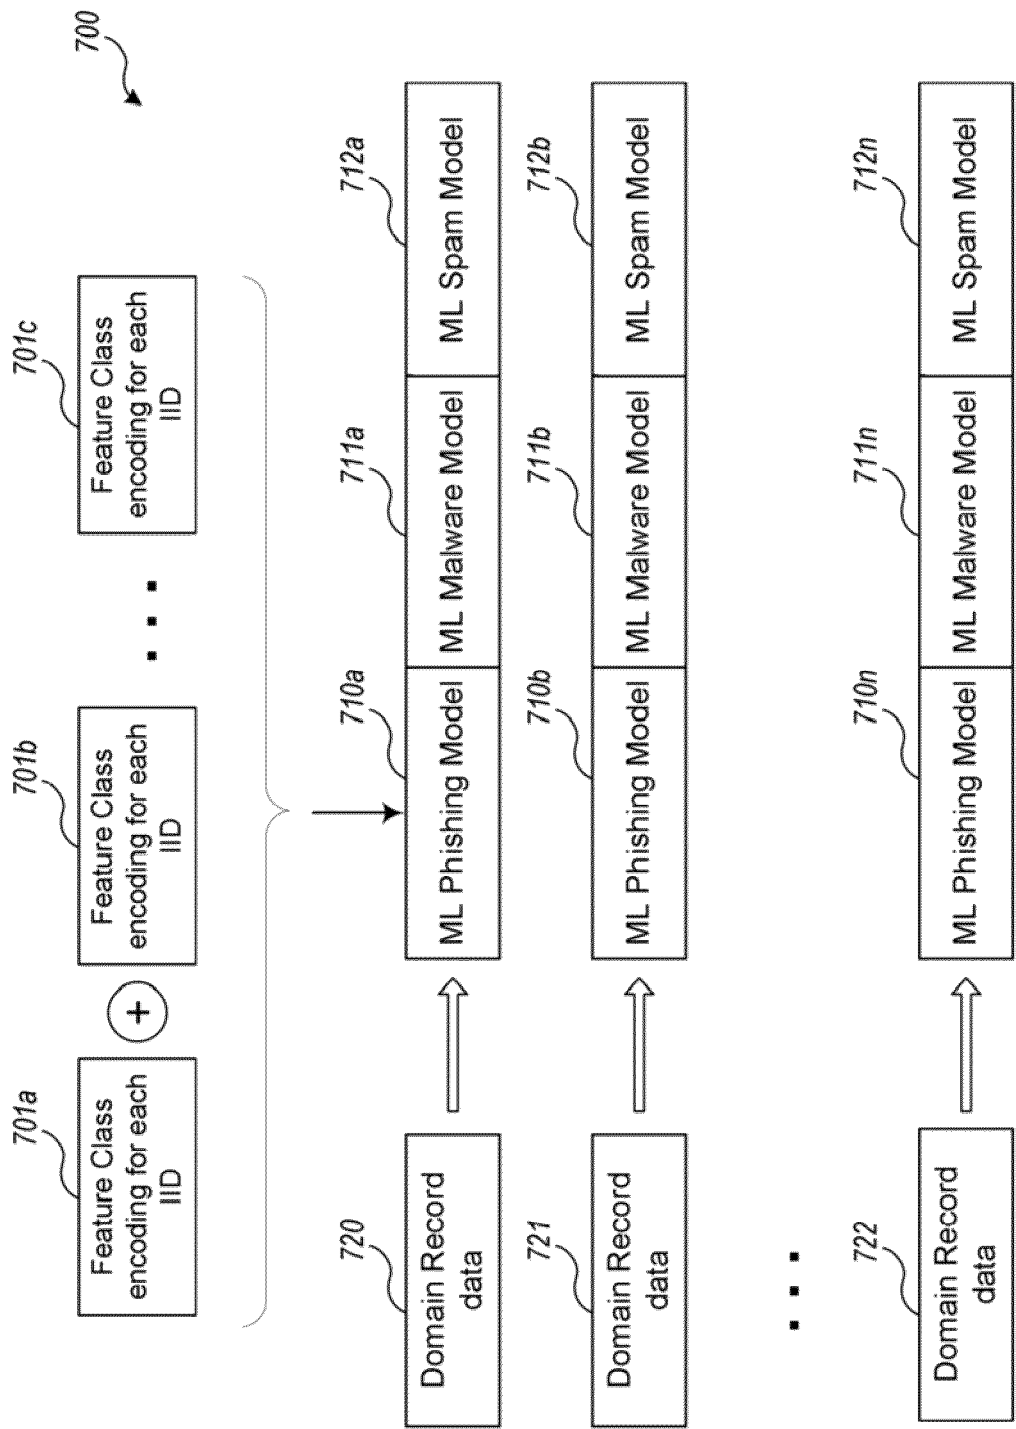 700
701a
701b
701c
Feature Class
encoding for each
IID
Feature Class
encoding for each
IID
Feature Class
encoding for each
IID
+
720
710a
711a
712a
Domain Record
data
ML Phishing Model
ML Malware Model
ML Spam Model
721
710b
711b
712b
Domain Record
data
ML Phishing Model
ML Malware Model
ML Spam Model
722
710n
711n
712n
Domain Record
data
ML Phishing Model
ML Malware Model
ML Spam Model